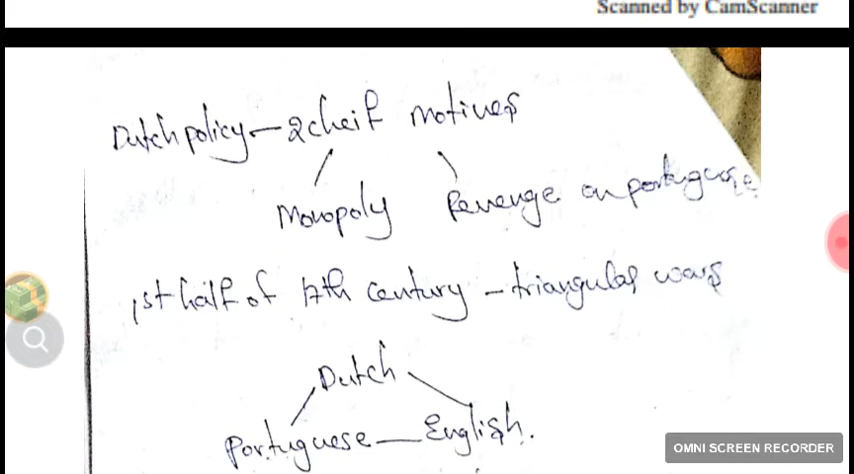 Scanned by CamScanner
Dutch policy - 2 cheif motives
Monopoly Revenge on portuguese
1st half of 17th century - triangular wars
Dutch
Portuguese English.
OMNI SCREEN RECORDER